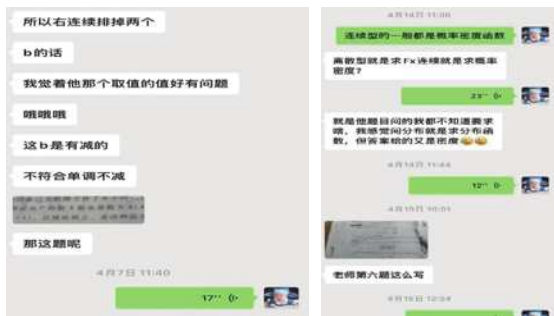 所以右连续排掉两个
b的话
我觉着他那个取值的值好有问题
哦哦哦
这b是有减的
不符合单调不减
那这题呢
4月7日 11:40
17"
连续型的一般都是概率密度函数
离散型就是求Fx连续就是求概率
密度？
23"
就是他题目问的我都不知道要求
啥，我感觉问分布就是求分布函
数，但答案给的又是密度
4月14日 11:44
12"
4月15日 10:01
老师第六题这么写